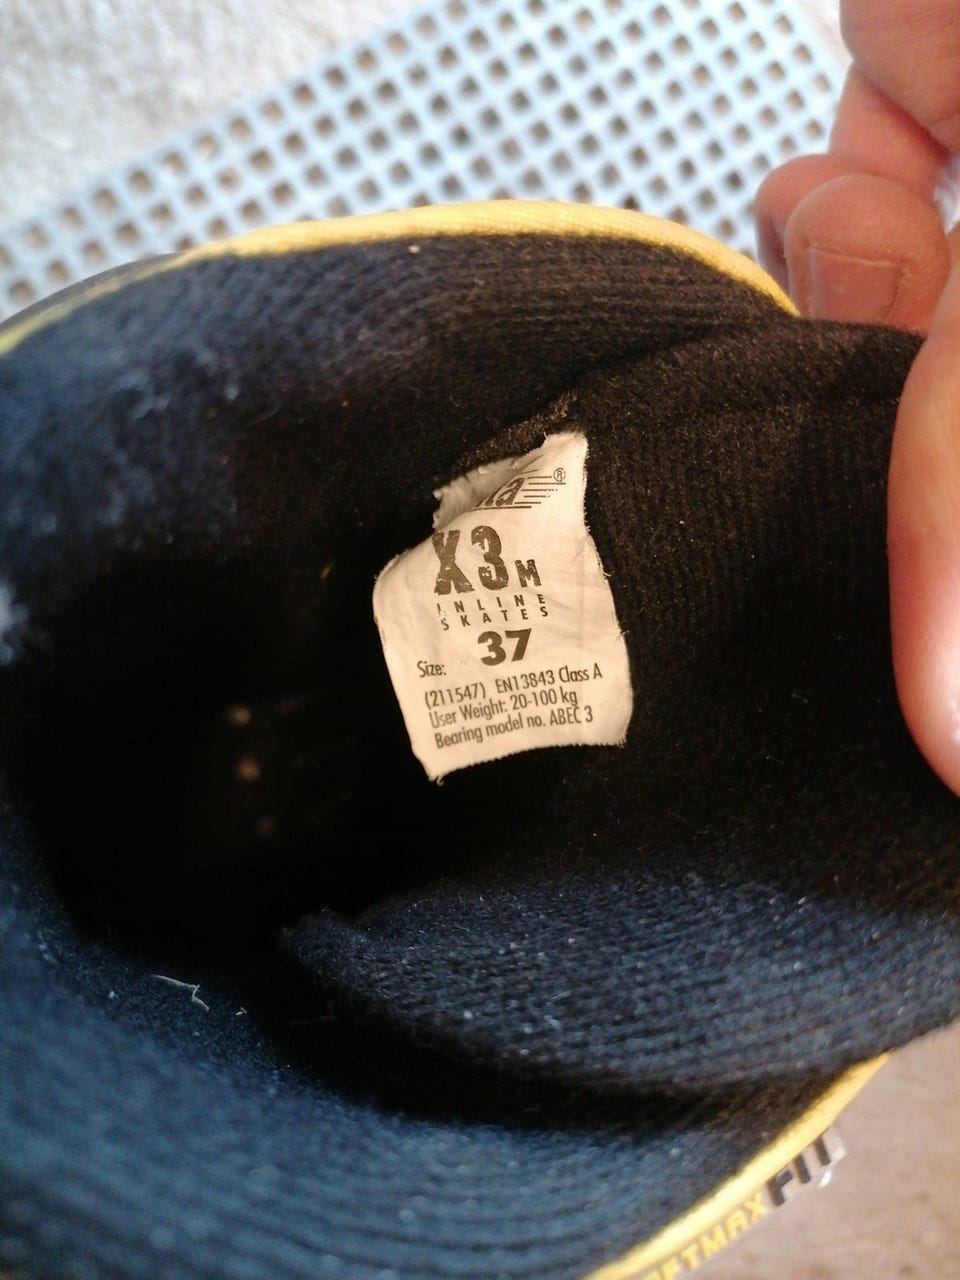 X3M
INLINE
SKATES
Size: 37
(211547) EN13843 Class A
User Weight: 20-100 kg
Bearing model no. ABEC 3
FIT